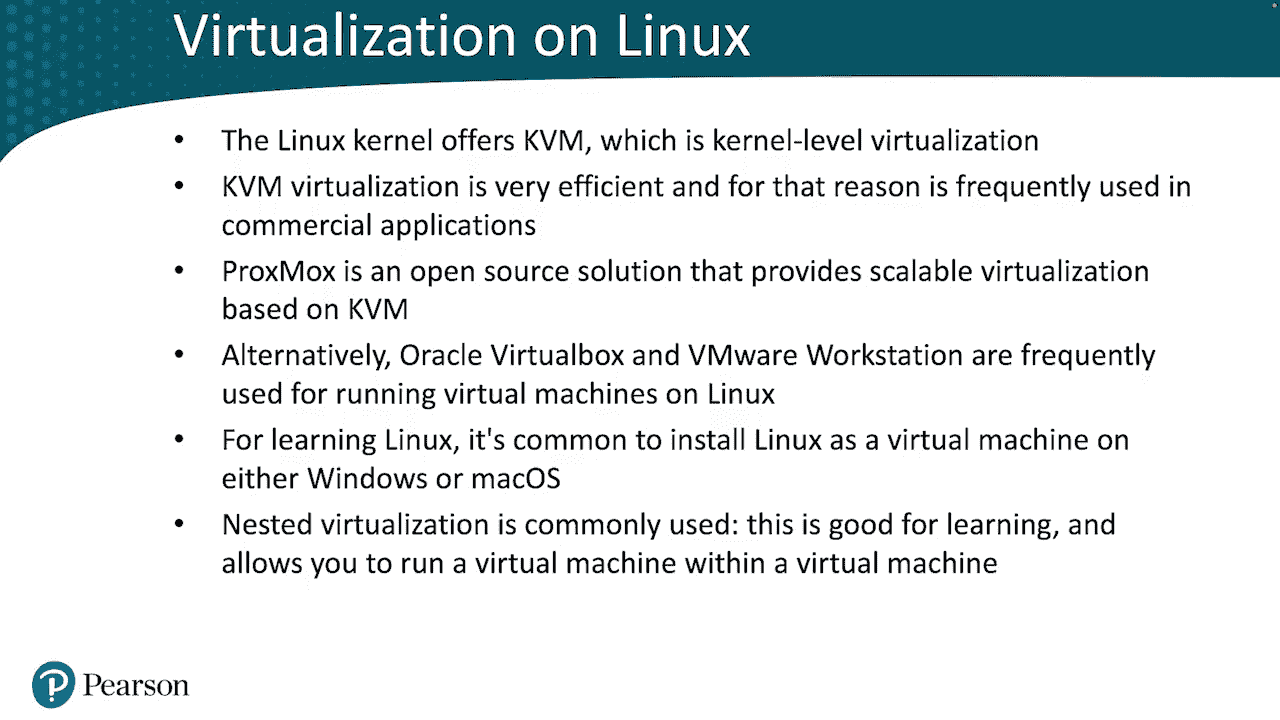 Virtualization on Linux
• The Linux kernel offers KVM, which is kernel-level virtualization
• KVM virtualization is very efficient and for that reason is frequently used in
commercial applications
• ProxMox is an open source solution that provides scalable virtualization
based on KVM
• Alternatively, Oracle Virtualbox and VMware Workstation are frequently
used for running virtual machines on Linux
• For learning Linux, it's common to install Linux as a virtual machine on
either Windows or macOS
• Nested virtualization is commonly used: this is good for learning, and
allows you to run a virtual machine within a virtual machine
Pearson